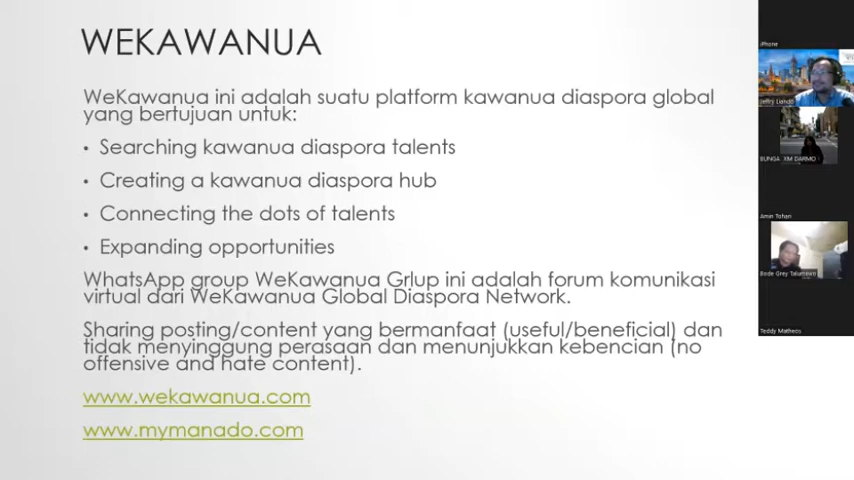 WEKAWANUA
WeKawanua ini adalah suatu platform kawanua diaspora global
yang bertujuan untuk:
• Searching kawanua diaspora talents
• Creating a kawanua diaspora hub
• Connecting the dots of talents
• Expanding opportunities
WhatsApp group WeKawanua Grlup ini adalah forum komunikasi
virtual dari WeKawanua Global Diaspora Network.
Sharing posting/content yang bermanfaat (useful/beneficial) dan
tidak menyinggung perasaan dan menunjukkan kebencian (no
offensive and hate content).
www.wekawanua.com
www.mymanado.com
iPhone
Jeffry Liando
BUNGA
DARMO
Amin Tohari
Bode Grey Talumewo
Teddy Matheos